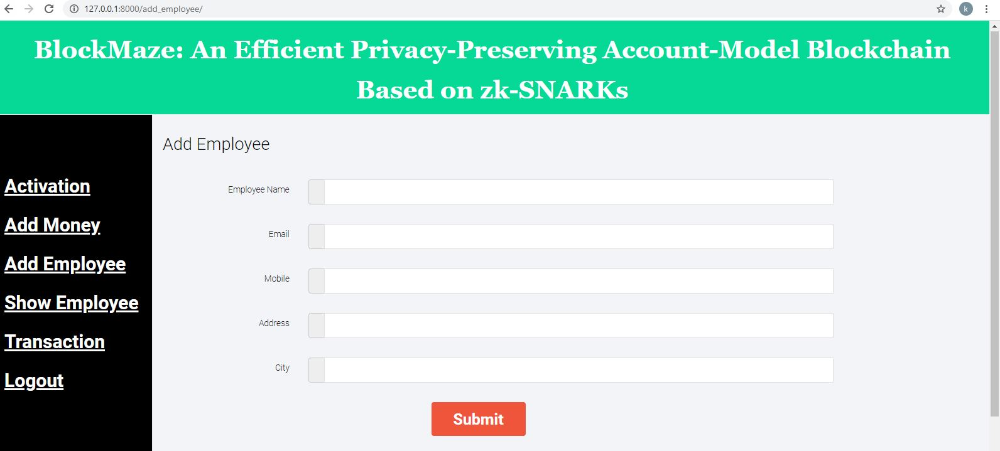 127.0.0.1:8000/add_employee/
k
BlockMaze: An Efficient Privacy-Preserving Account-Model Blockchain
Based on zk-SNARKs
Activation
Add Money
Add Employee
Show Employee
Transaction
Logout
Add Employee
Employee Name
Email
Mobile
Address
City
Submit